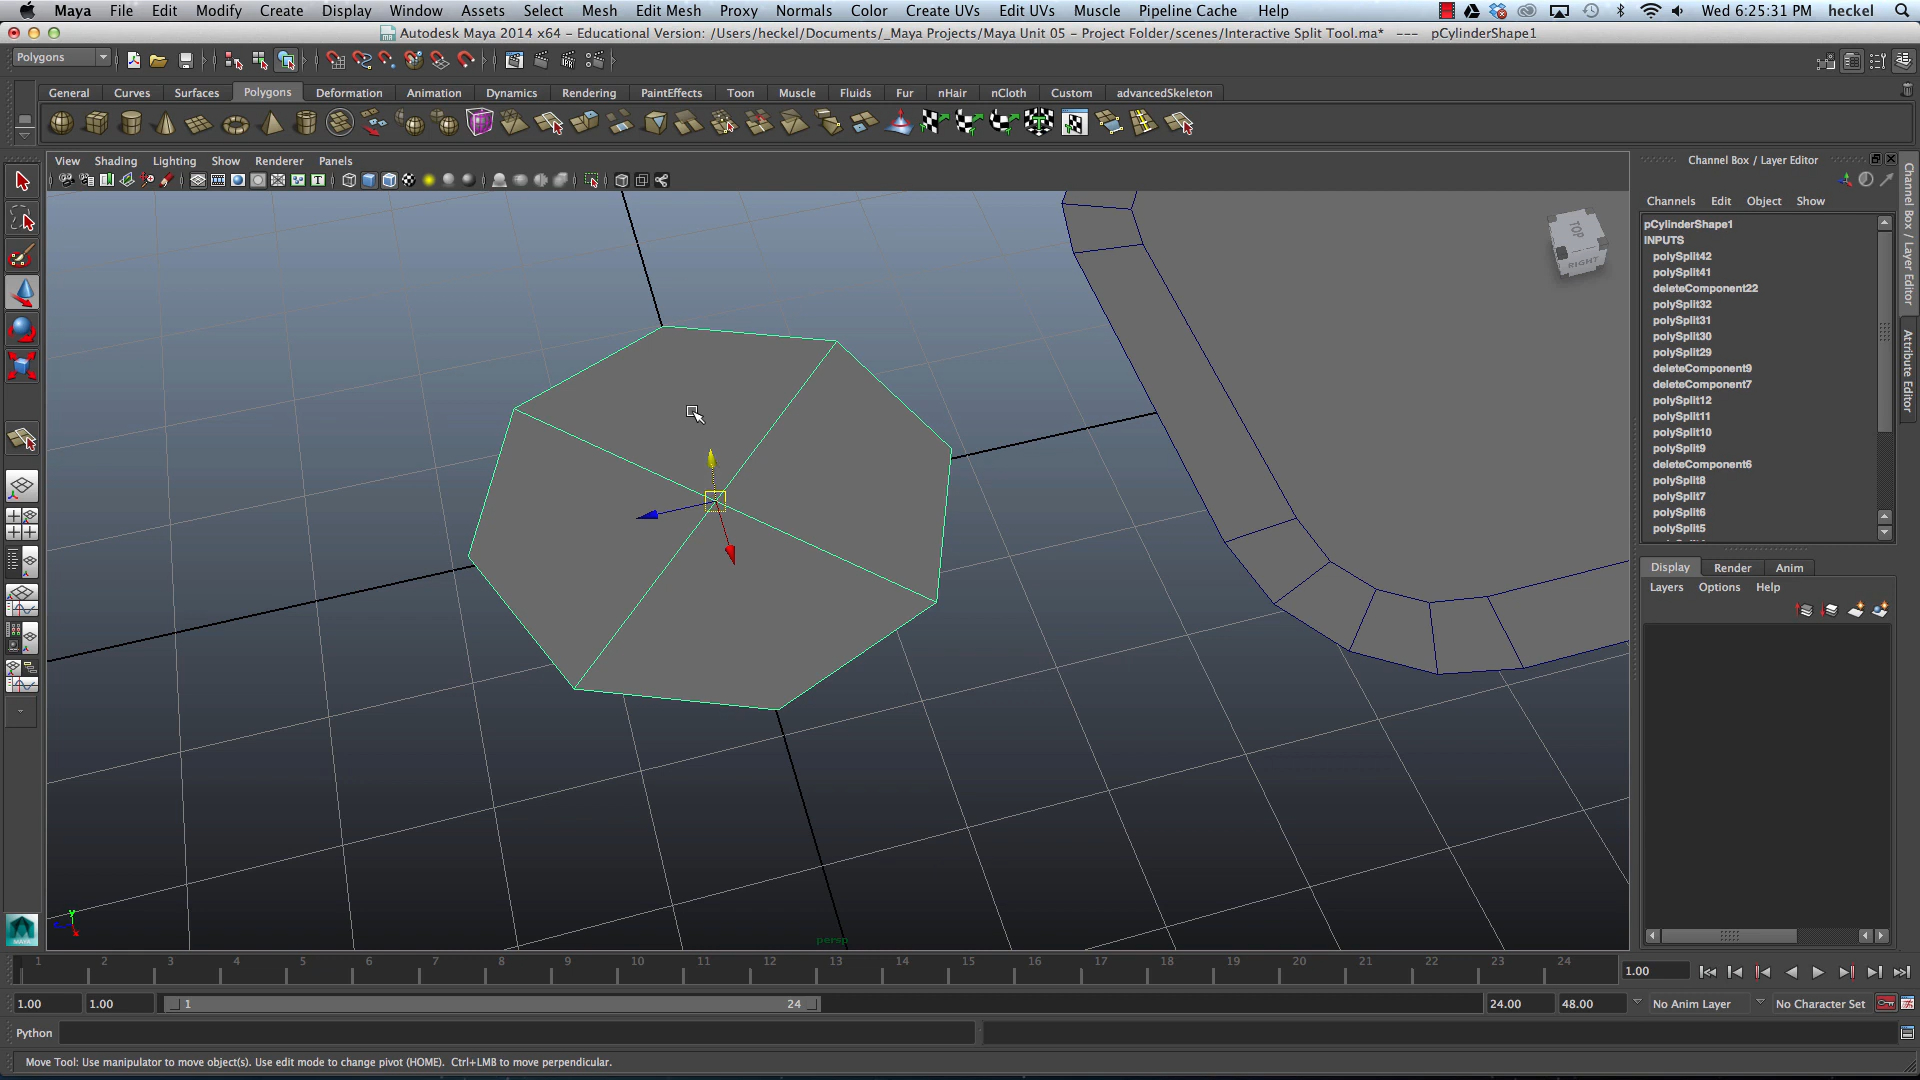 Maya File Edit Modify Create Display Window Assets Select Mesh Edit Mesh Proxy Normals Color Create UVs Edit UVs Muscle Pipeline Cache Help Wed 6:25:31 PM heckel
Autodesk Maya 2014 x64 - Educational Version: /Users/heckel/Documents/_Maya Projects/Maya Unit 05 - Project Folder/scenes/Interactive Split Tool.ma* --- pCylinderShape1
Polygons
General Curves Surfaces Polygons Deformation Animation Dynamics Rendering PaintEffects Toon Muscle Fluids Fur nHair nCloth Custom advancedSkeleton
View Shading Lighting Show Renderer Panels
Channel Box / Layer Editor
Channels Edit Object Show
pCylinderShape1
INPUTS
polySplit42
polySplit41
deleteComponent22
polySplit32
polySplit31
polySplit30
polySplit29
deleteComponent9
deleteComponent7
polySplit12
polySplit11
polySplit10
polySplit9
deleteComponent6
polySplit8
polySplit7
polySplit6
polySplit5
Channel Box / Layer Editor
Attribute Editor
TOP
RIGHT
Display Render Anim
Layers Options Help
persp
1 2 3 4 5 6 7 8 9 10 11 12 13 14 15 16 17 18 19 20 21 22 23 24 1.00
1.00 1.00 1 24 24.00 48.00 No Anim Layer No Character Set
Python
Move Tool: Use manipulator to move object(s). Use edit mode to change pivot (HOME). Ctrl+LMB to move perpendicular.